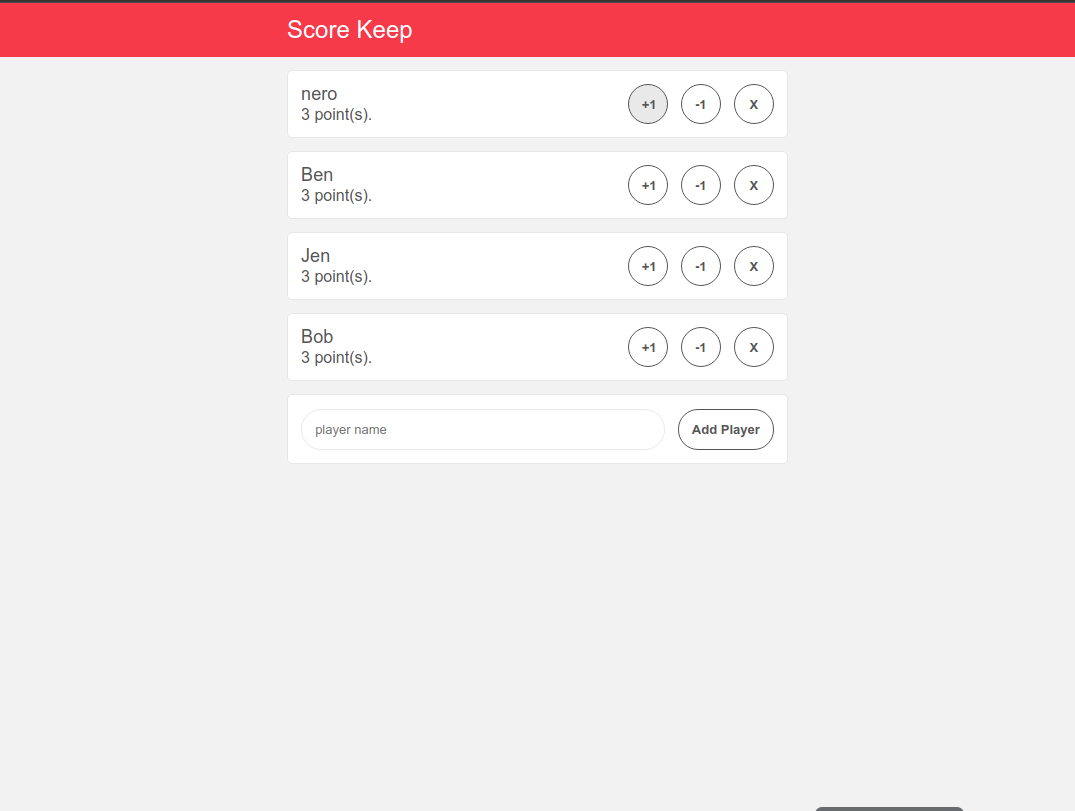 Score Keep
nero
3 point(s).
+1 -1 X
Ben
3 point(s).
+1 -1 X
Jen
3 point(s).
+1 -1 X
Bob
3 point(s).
+1 -1 X
player name Add Player